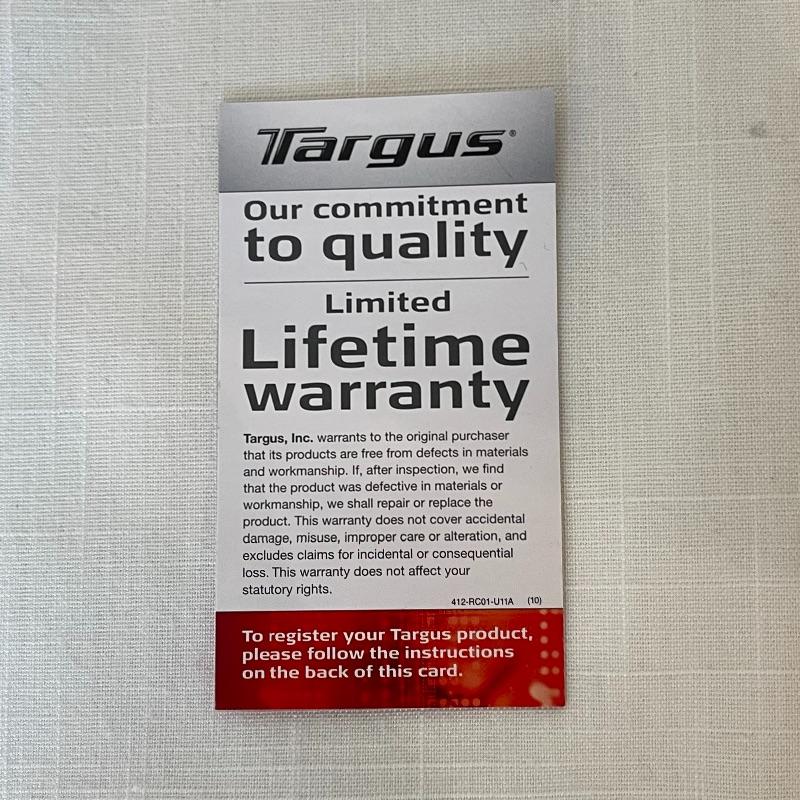 Targus®
Our commitment
to quality
Limited
Lifetime
warranty
Targus, Inc. warrants to the original purchaser
that its products are free from defects in materials
and workmanship. If, after inspection, we find
that the product was defective in materials or
workmanship, we shall repair or replace the
product. This warranty does not cover accidental
damage, misuse, improper care or alteration, and
excludes claims for incidental or consequential
loss. This warranty does not affect your
statutory rights.
412-RC01-U11A (10)
To register your Targus product,
please follow the instructions
on the back of this card.